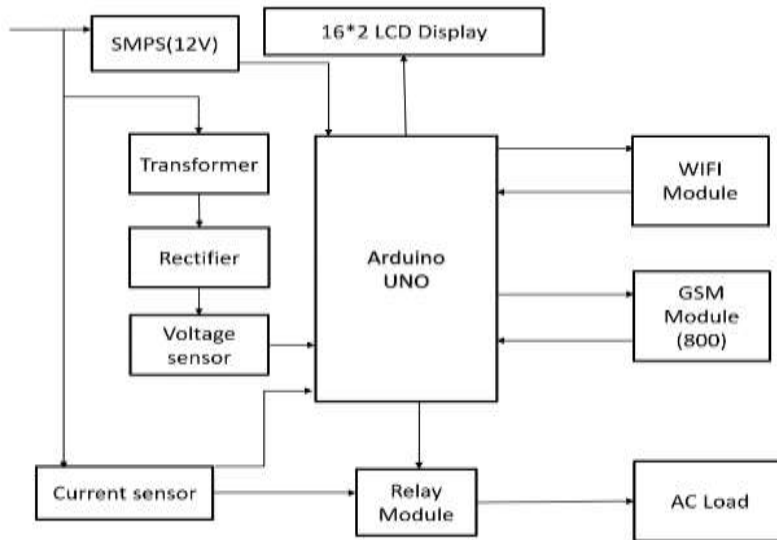 SMPS(12V)
16*2 LCD Display
Transformer
WIFI
Module
Rectifier
Arduino
UNO
GSM
Module
(800)
Voltage
sensor
Current sensor
Relay
Module
AC Load